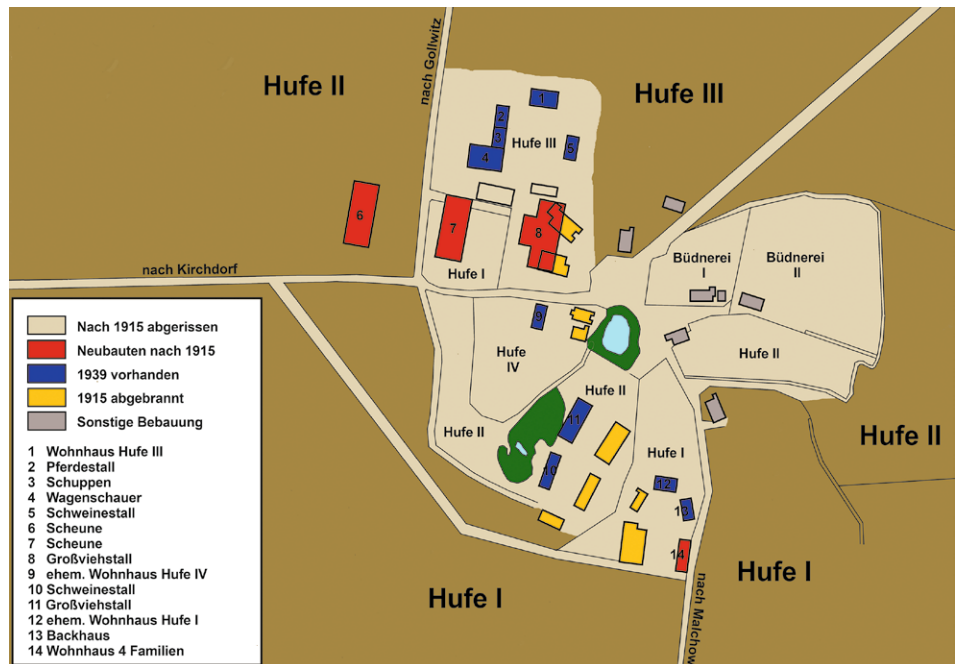 Hufe II
nach Gollwitz
Hufe III
1
2
3
4
5
Hufe III
6
7
8
Hufe I
nach Kirchdorf
Büdnerei
I
Büdnerei
II
9
Hufe
IV
Hufe II
Hufe II
11
Hufe II
10
Hufe I
12
13
14
Hufe II
Hufe I
Hufe I
nach Malchow
Nach 1915 abgerissen
Neubauten nach 1915
1939 vorhanden
1915 abgebrannt
Sonstige Bebauung
1 Wohnhaus Hufe III
2 Pferdestall
3 Schuppen
4 Wagenschauer
5 Schweinestall
6 Scheune
7 Scheune
8 Großviehstall
9 ehem. Wohnhaus Hufe IV
10 Schweinestall
11 Großviehstall
12 ehem. Wohnhaus Hufe I
13 Backhaus
14 Wohnhaus 4 Familien